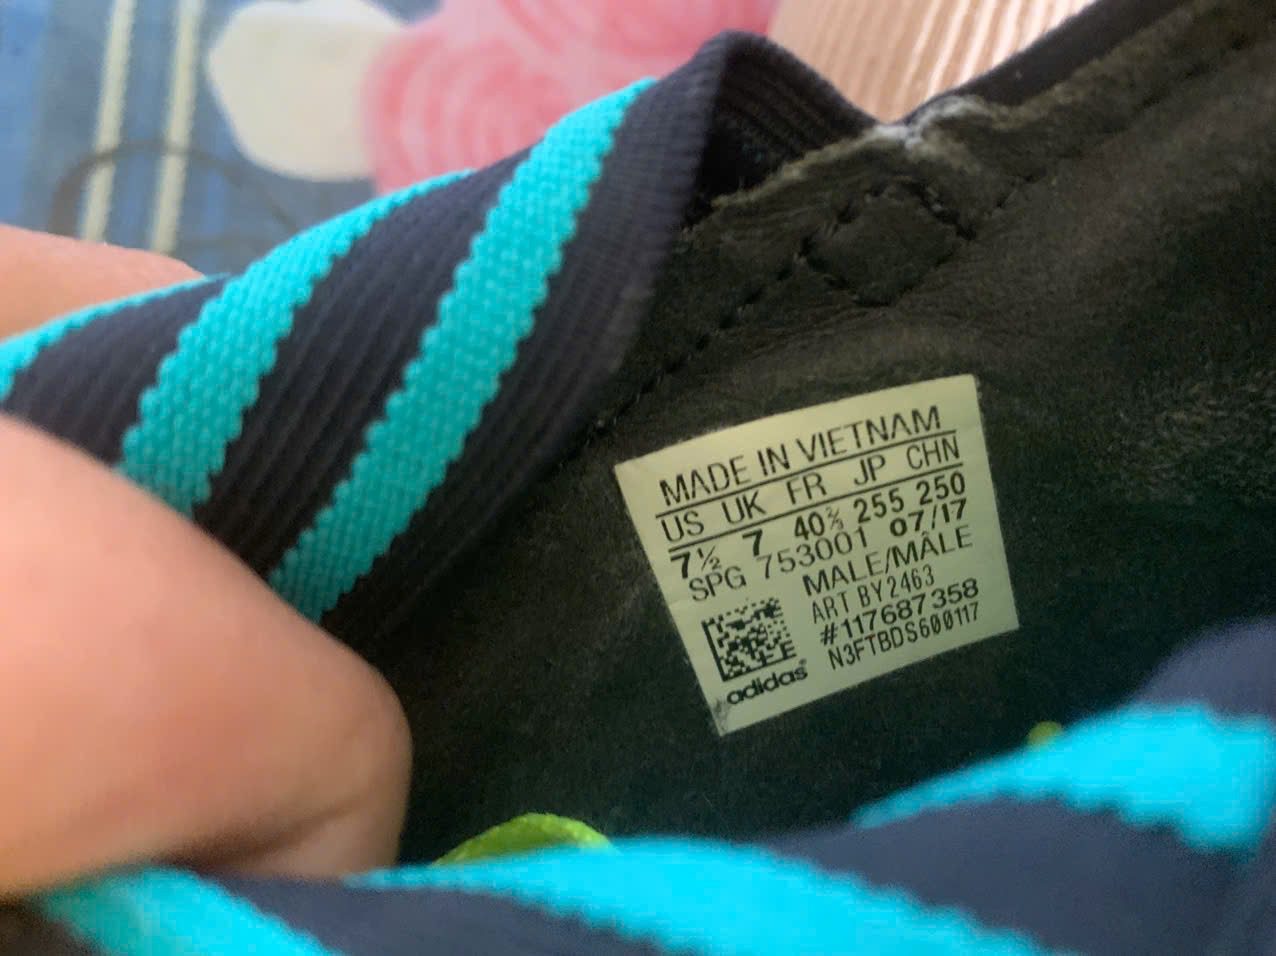 MADE IN VIETNAM
US UK FR JP CHN
7½ 7 40⅔ 255 250
SPG 753001 07/17
MALE/MÂLE
ART BY2463
#117687358
N3FTBDS600117
adidas®